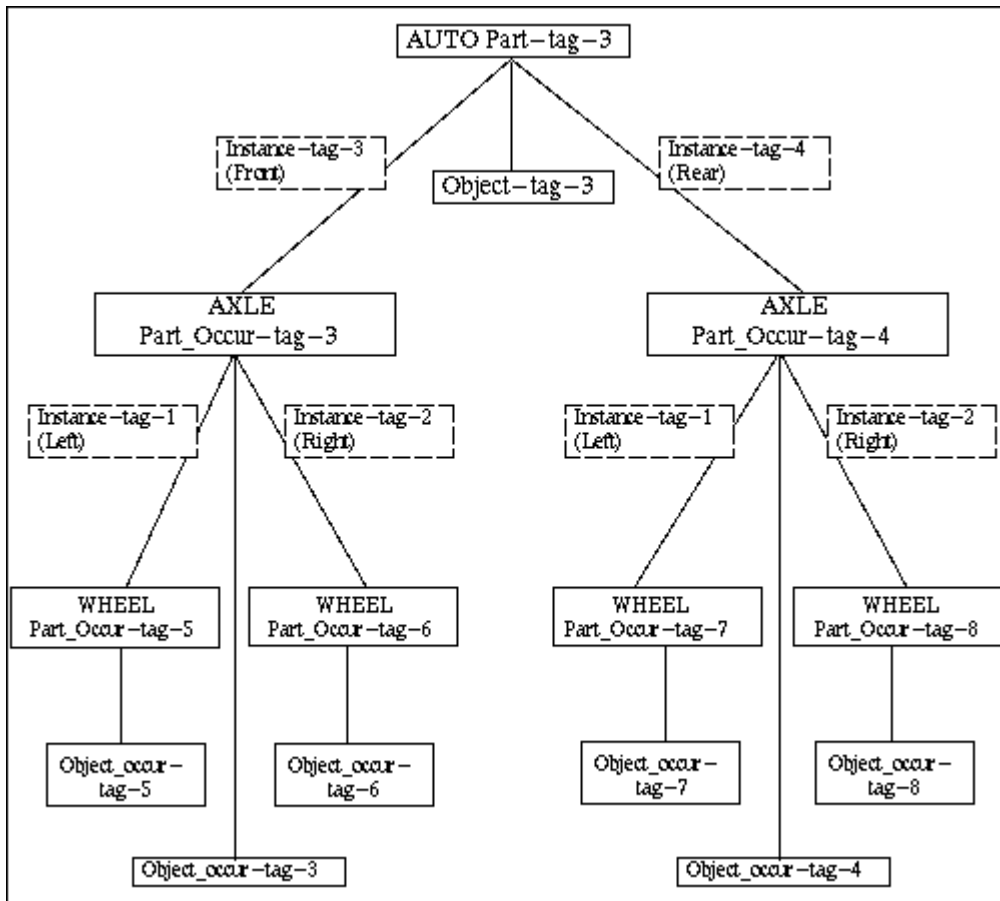 AUTO Part-tag-3
Instance-tag-3
(Front)
Object-tag-3
Instance-tag-4
(Rear)
AXLE
Part_Occur-tag-3
AXLE
Part_Occur-tag-4
Instance-tag-1
(Left)
Instance-tag-2
(Right)
Instance-tag-1
(Left)
Instance-tag-2
(Right)
WHEEL
Part_Occur-tag-5
WHEEL
Part_Occur-tag-6
WHEEL
Part_Occur-tag-7
WHEEL
Part_Occur-tag-8
Object_occur-
tag-5
Object_occur-
tag-6
Object_occur-
tag-7
Object_occur-
tag-8
Object_occur-tag-3
Object_occur-tag-4